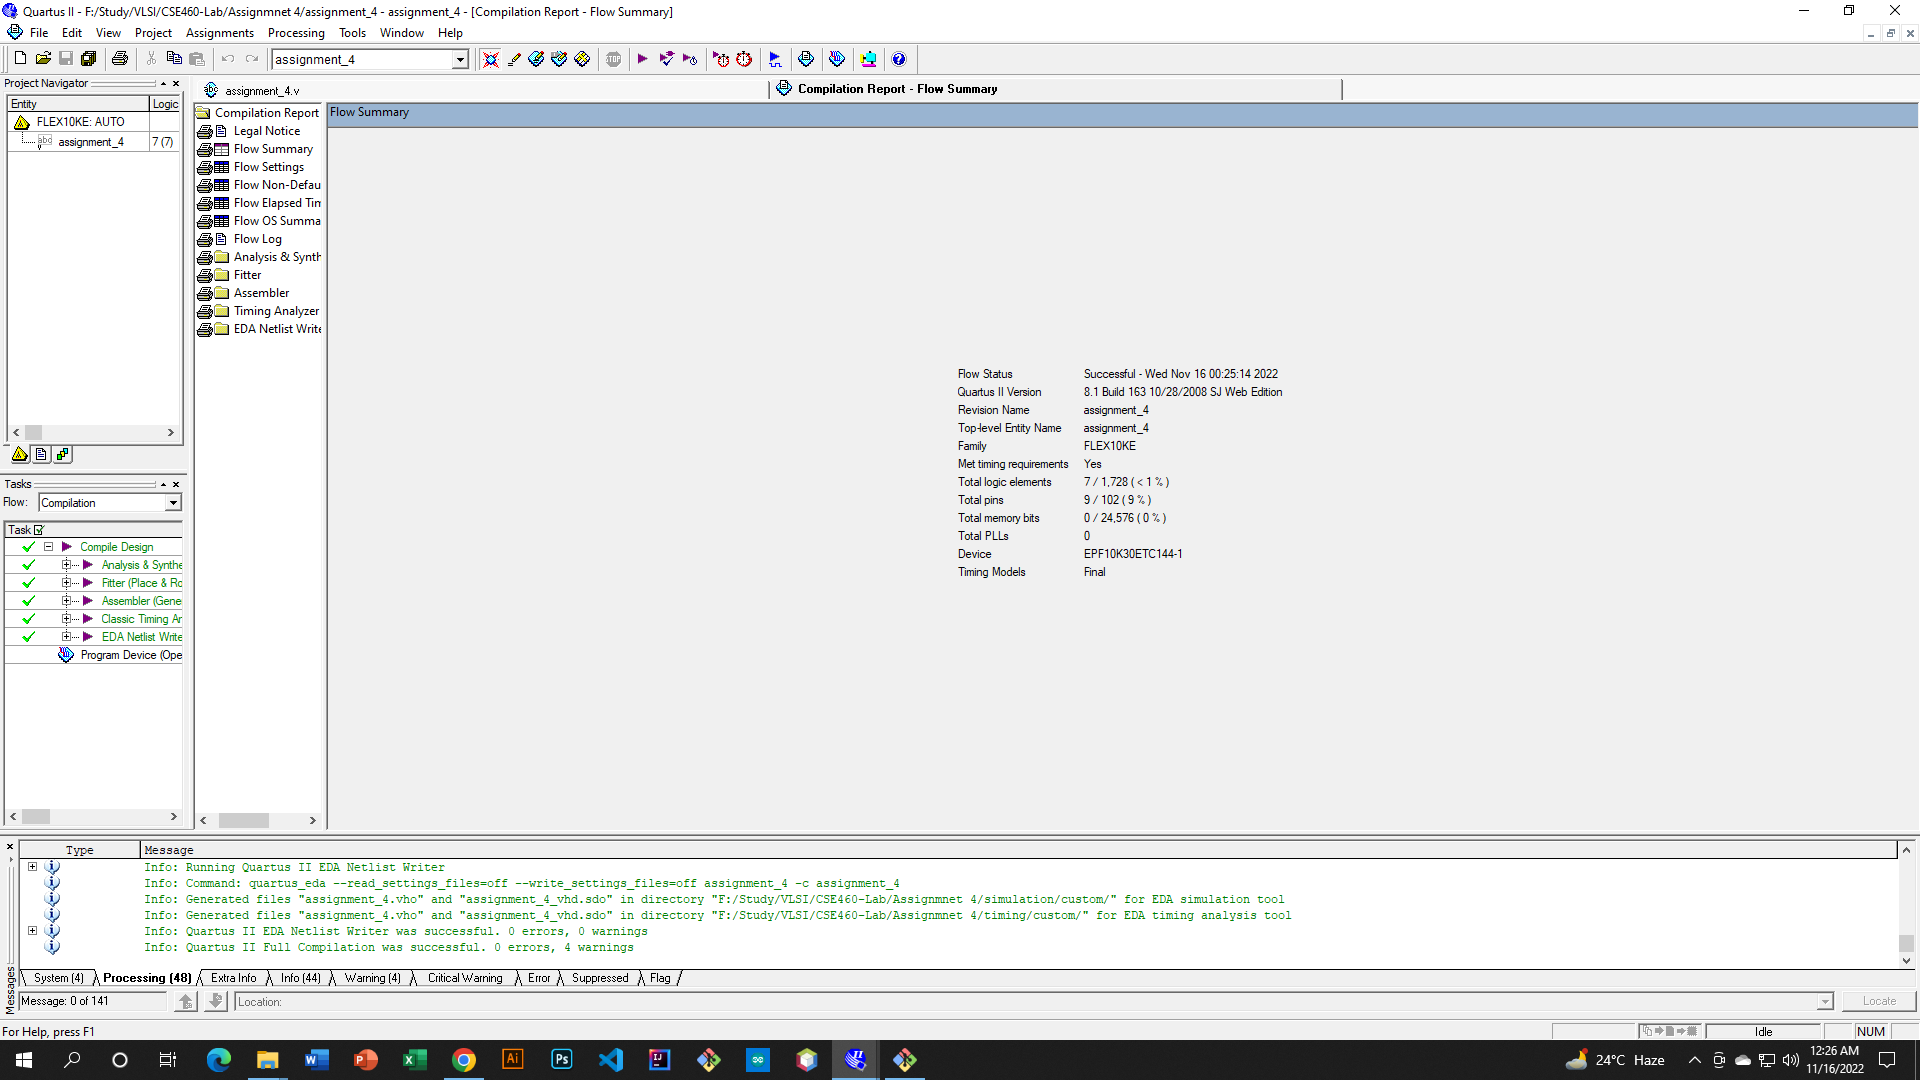 Quartus II - F:/Study/VLSI/CSE460-Lab/Assignmnet 4/assignment_4 - assignment_4 - [Compilation Report - Flow Summary]
File Edit View Project Assignments Processing Tools Window Help
assignment_4
Project Navigator
Entity Logic
FLEX10KE: AUTO
assignment_4 7 (7)
Tasks
Flow: Compilation
Task
Compile Design
Analysis & Synthe
Fitter (Place & Ro
Assembler (Gene
Classic Timing Ar
EDA Netlist Write
Program Device (Ope
assignment_4.v
Compilation Report - Flow Summary
Compilation Report
Legal Notice
Flow Summary
Flow Settings
Flow Non-Defau
Flow Elapsed Tim
Flow OS Summa
Flow Log
Analysis & Synth
Fitter
Assembler
Timing Analyzer
EDA Netlist Write
Flow Summary
Flow Status Successful - Wed Nov 16 00:25:14 2022
Quartus II Version 8.1 Build 163 10/28/2008 SJ Web Edition
Revision Name assignment_4
Top-level Entity Name assignment_4
Family FLEX10KE
Met timing requirements Yes
Total logic elements 7 / 1,728 ( < 1 % )
Total pins 9 / 102 ( 9 % )
Total memory bits 0 / 24,576 ( 0 % )
Total PLLs 0
Device EPF10K30ETC144-1
Timing Models Final
Type Message
Info: Running Quartus II EDA Netlist Writer
Info: Command: quartus_eda --read_settings_files=off --write_settings_files=off assignment_4 -c assignment_4
Info: Generated files "assignment_4.vho" and "assignment_4_vhd.sdo" in directory "F:/Study/VLSI/CSE460-Lab/Assignmnet 4/simulation/custom/" for EDA simulation tool
Info: Generated files "assignment_4.vho" and "assignment_4_vhd.sdo" in directory "F:/Study/VLSI/CSE460-Lab/Assignmnet 4/timing/custom/" for EDA timing analysis tool
Info: Quartus II EDA Netlist Writer was successful. 0 errors, 0 warnings
Info: Quartus II Full Compilation was successful. 0 errors, 4 warnings
System (4) Processing (48) Extra Info Info (44) Warning (4) Critical Warning Error Suppressed Flag
Messages
Message: 0 of 141 Location: Locate
For Help, press F1 Idle NUM
24°C Haze
12:26 AM
11/16/2022